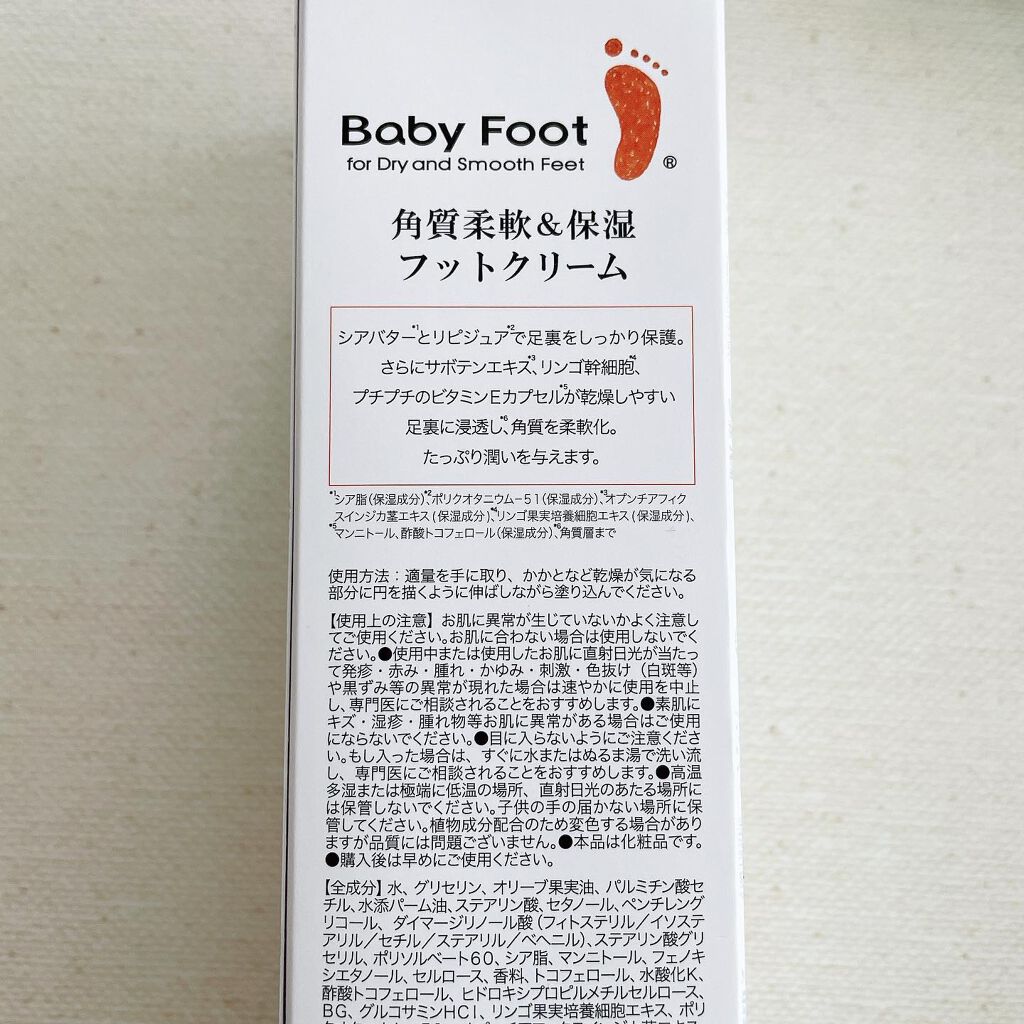 Baby Foot
for Dry and Smooth Feet ®
角質柔軟&保湿
フットクリーム
シアバター*1とリピジュア*2で足裏をしっかり保護。
さらにサボテンエキス*3、リンゴ幹細胞*4、
プチプチのビタミンEカプセル*5が乾燥しやすい
足裏に浸透し*6、角質を柔軟化。
たっぷり潤いを与えます。
*1シア脂(保湿成分)、*2ポリクオタニウム−51(保湿成分)、*3オプンチアフィク
スインジカ茎エキス(保湿成分)、*4リンゴ果実培養細胞エキス(保湿成分)、
*5マンニトール、酢酸トコフェロール(保湿成分)、*6角質層まで
使用方法：適量を手に取り、かかとなど乾燥が気になる
部分に円を描くように伸ばしながら塗り込んでください。
【使用上の注意】お肌に異常が生じていないかよく注意し
てご使用ください。お肌に合わない場合は使用しないでく
ださい。●使用中または使用したお肌に直射日光が当たっ
て発疹・赤み・腫れ・かゆみ・刺激・色抜け（白斑等）
や黒ずみ等の異常が現れた場合は速やかに使用を中止
し、専門医にご相談されることをおすすめします。●素肌に
キズ・湿疹・腫れ物等お肌に異常がある場合はご使用
にならないでください。●目に入らないようにご注意くださ
い。もし入った場合は、すぐに水またはぬるま湯で洗い流
し、専門医にご相談されることをおすすめします。●高温
多湿または極端に低温の場所、直射日光のあたる場所に
は保管しないでください。子供の手の届かない場所に保
管してください。植物成分配合のため変色する場合があり
ますが品質には問題ございません。●本品は化粧品です。
●購入後は早めにご使用ください。
【全成分】水、グリセリン、オリーブ果実油、パルミチン酸セ
チル、水添パーム油、ステアリン酸、セタノール、ペンチレング
リコール、ダイマージリノール酸（フィトステリル／イソステ
アリル／セチル／ステアリル／ベヘニル）、ステアリン酸グリ
セリル、ポリソルベート60、シア脂、マンニトール、フェノキ
シエタノール、セルロース、香料、トコフェロール、水酸化K、
酢酸トコフェロール、ヒドロキシプロピルメチルセルロース、
BG、グルコサミンHCl、リンゴ果実培養細胞エキス、ポリ